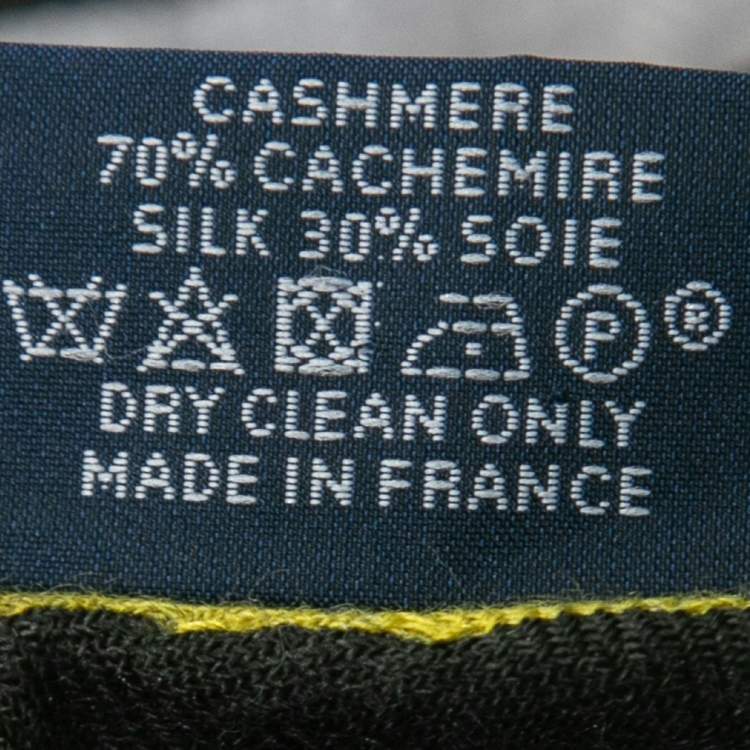 CASHMERE
70% CACHEMIRE
SILK 30% SOIE
P ®
DRY CLEAN ONLY
MADE IN FRANCE